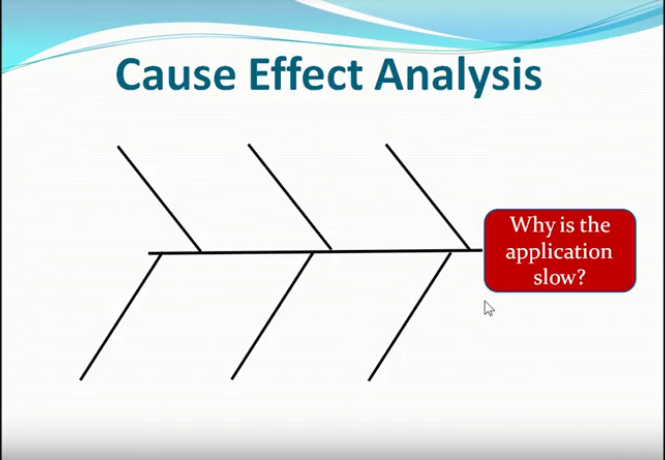 Cause Effect Analysis
Why is the
application
slow?